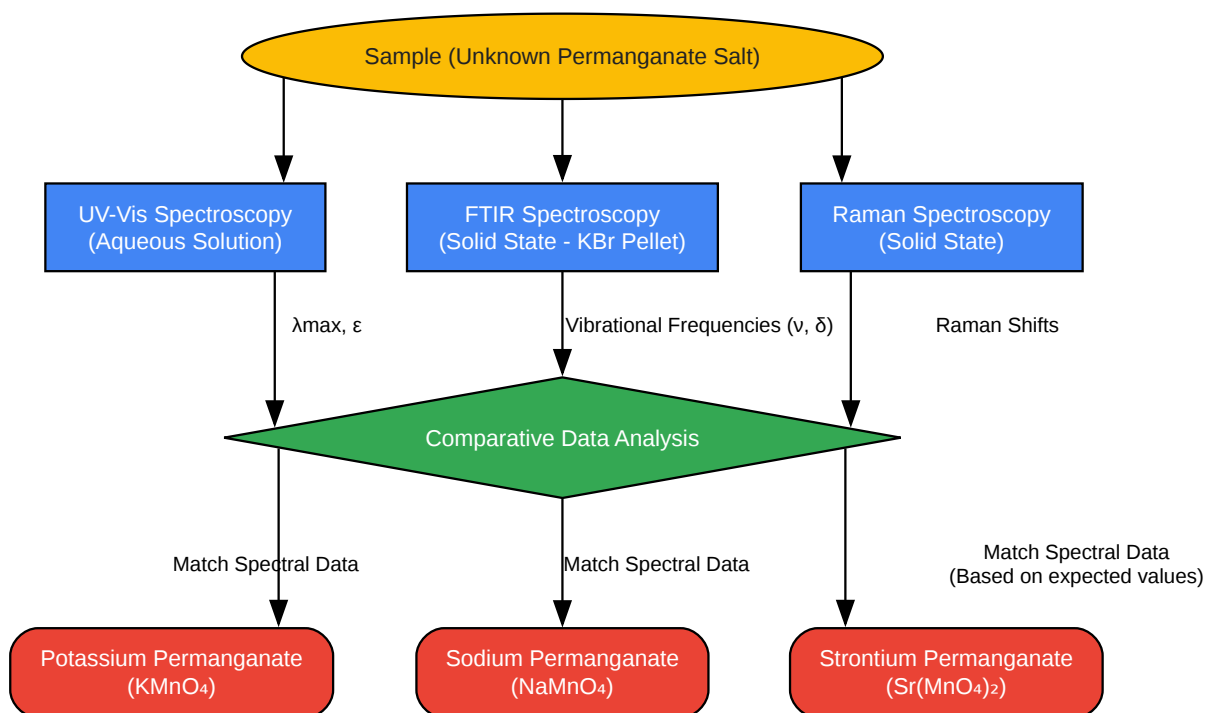 Sample (Unknown Permanganate Salt)
UV-Vis Spectroscopy
(Aqueous Solution)
FTIR Spectroscopy
(Solid State - KBr Pellet)
Raman Spectroscopy
(Solid State)
λmax, ε
Vibrational Frequencies (ν, δ)
Raman Shifts
Comparative Data Analysis
Match Spectral Data
Match Spectral Data
Match Spectral Data
(Based on expected values)
Potassium Permanganate
(KMnO₄)
Sodium Permanganate
(NaMnO₄)
Strontium Permanganate
(Sr(MnO₄)₂)